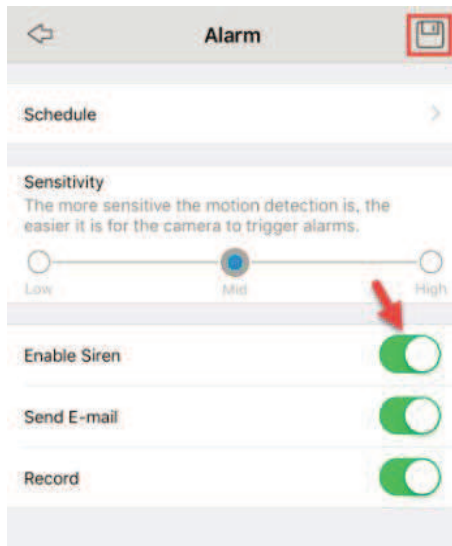 Alarm
Schedule
Sensitivity
The more sensitive the motion detection is, the
easier it is for the camera to trigger alarms.
Low Mid High
Enable Siren
Send E-mail
Record